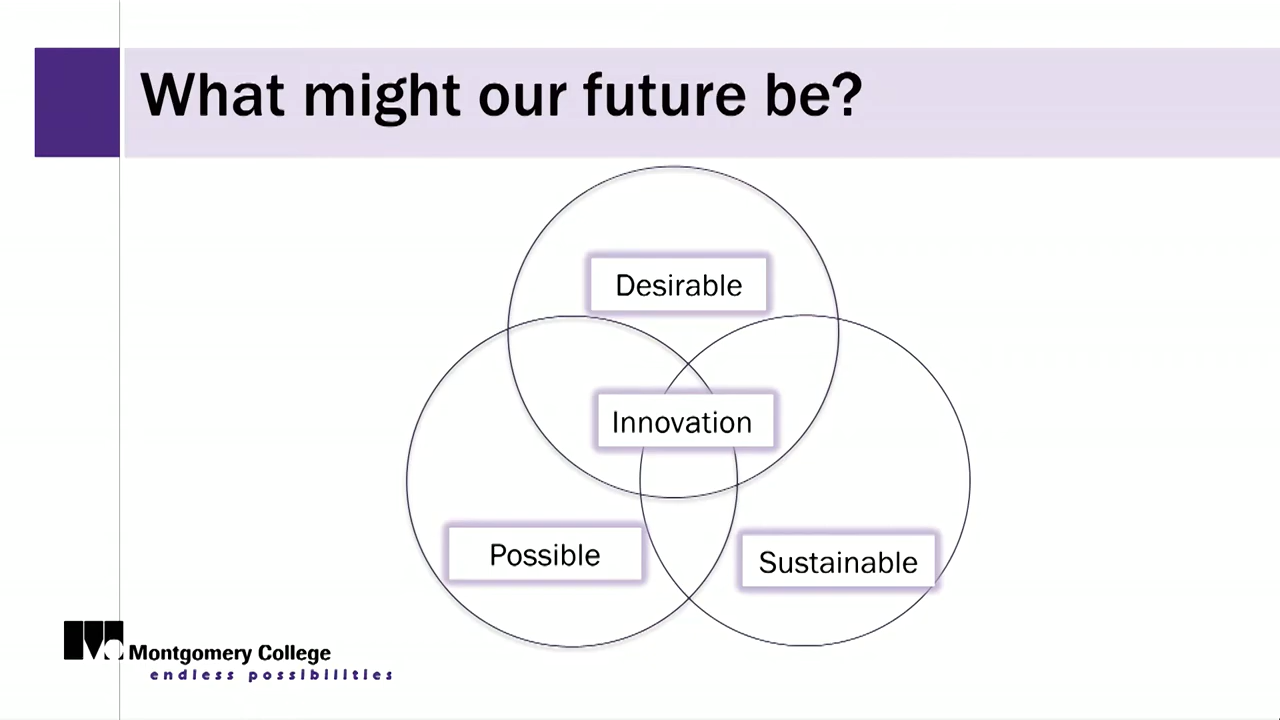 What might our future be?
Desirable
Innovation
Possible
Sustainable
Montgomery College
endless possibilities